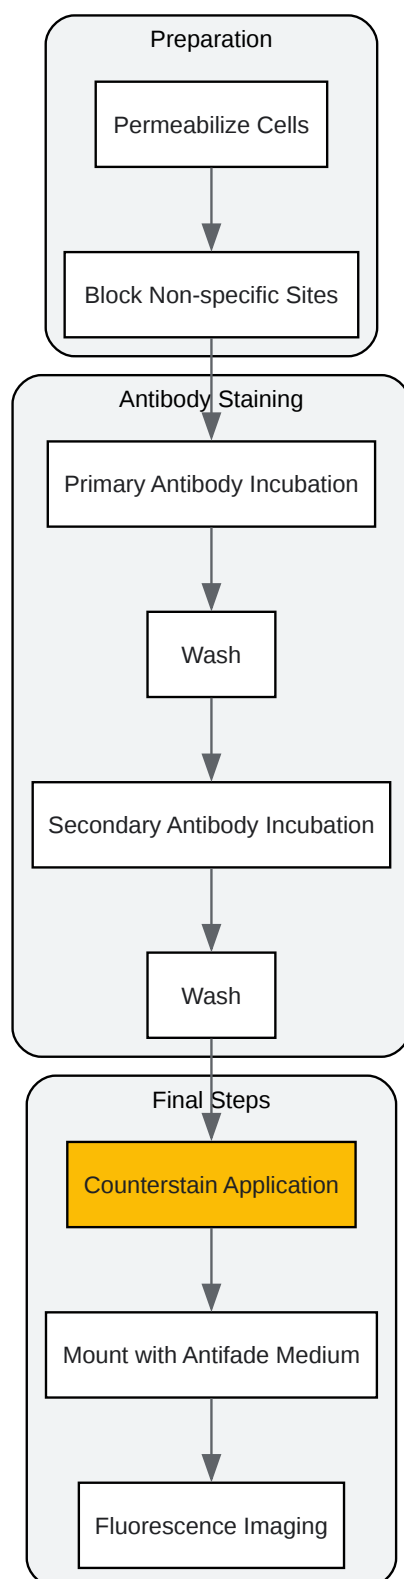 Preparation
Permeabilize Cells
Block Non-specific Sites
Antibody Staining
Primary Antibody Incubation
Wash
Secondary Antibody Incubation
Wash
Final Steps
Counterstain Application
Mount with Antifade Medium
Fluorescence Imaging